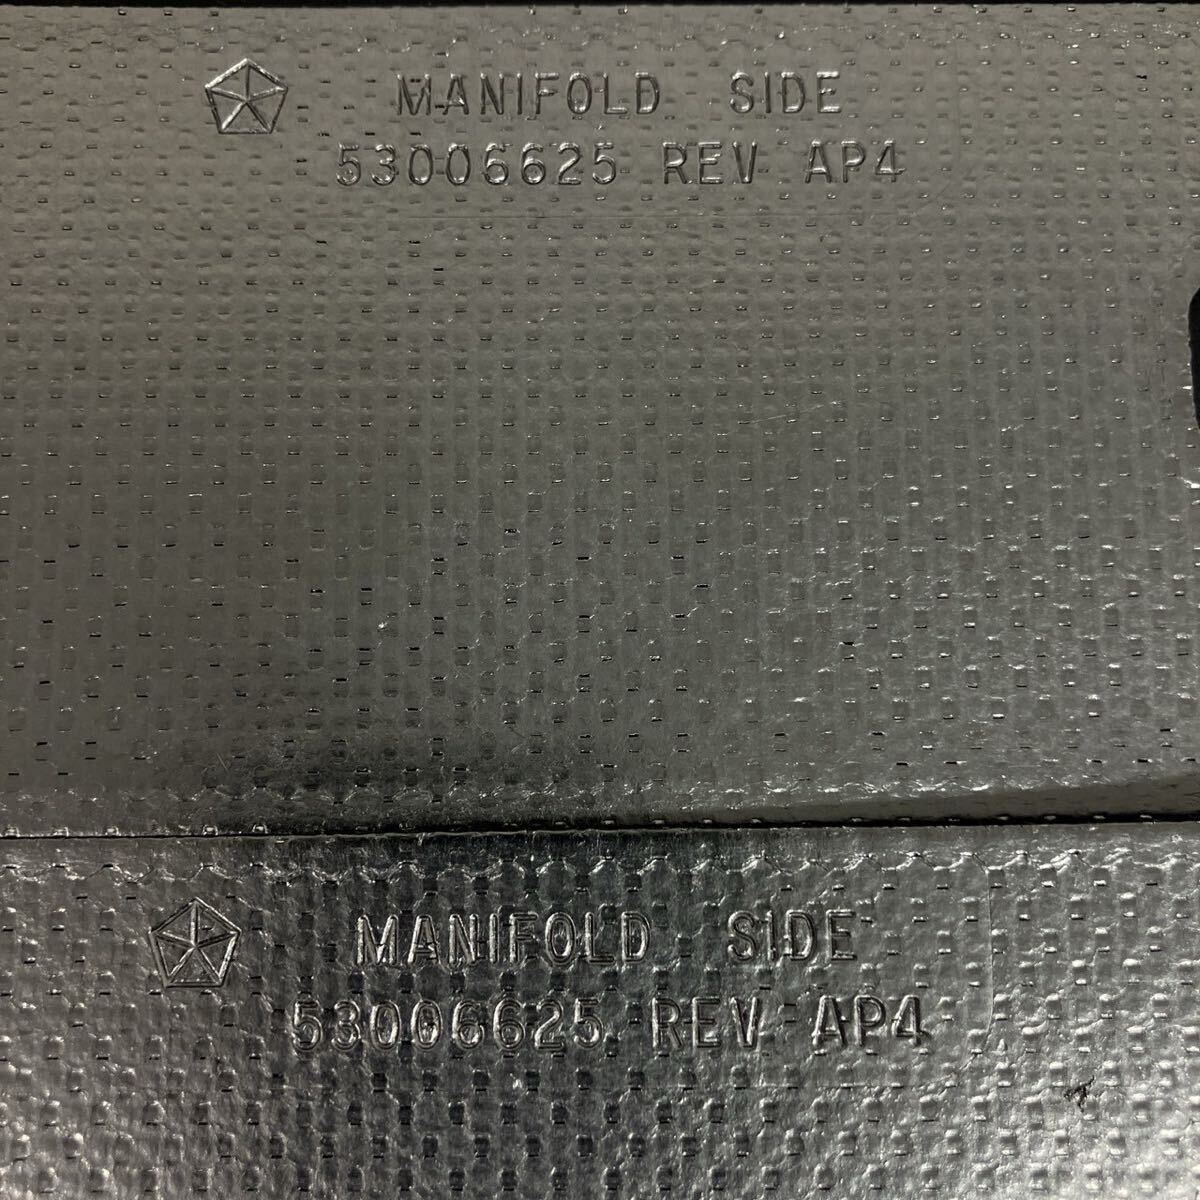 MANIFOLD SIDE
53006625 REV AP4
MANIFOLD SIDE
53006625 REV AP4